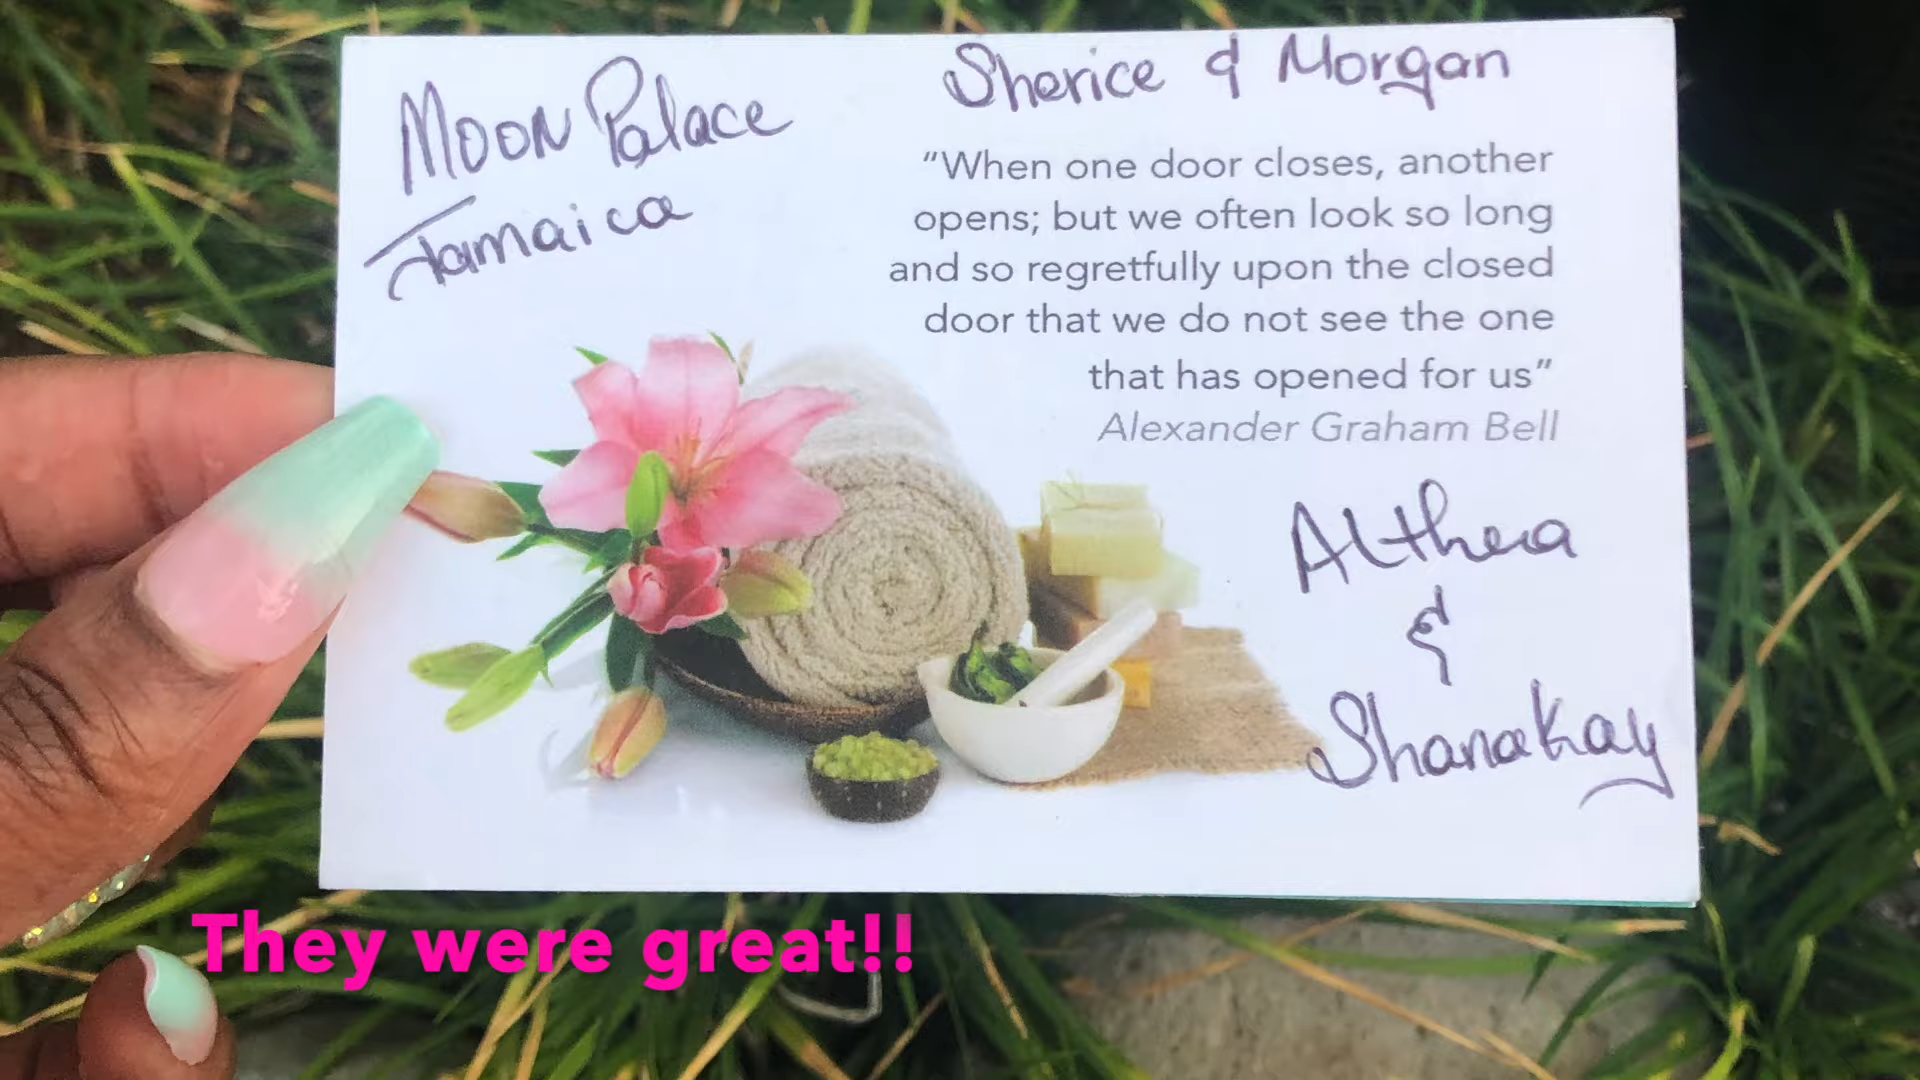 Moon Palace
Jamaica
Sherice & Morgan
"When one door closes, another
opens; but we often look so long
and so regretfully upon the closed
door that we do not see the one
that has opened for us"
Alexander Graham Bell
Althea
&
Shanakay
They were great!!